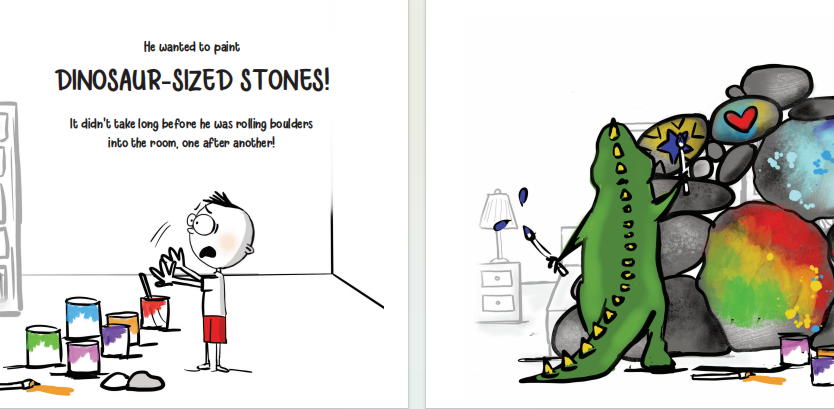 He wanted to paint
DINOSAUR-SIZED STONES!
It didn't take long before he was rolling boulders
into the room, one after another!